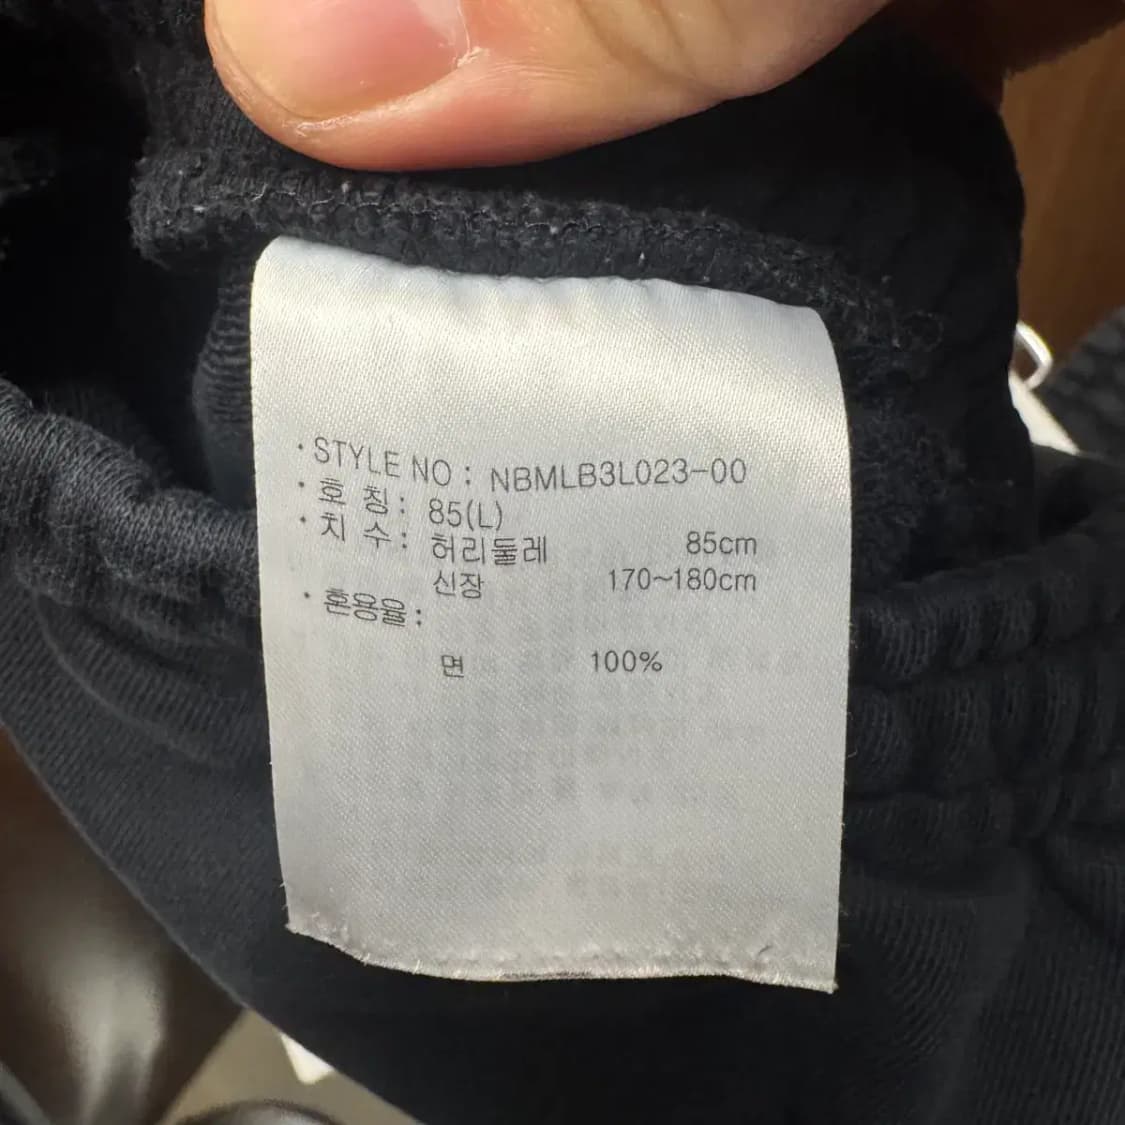 · STYLE NO : NBMLB3L023-00
· 호 칭 : 85(L)
· 치 수 : 허리둘레 85cm
신장 170~180cm
· 혼용율 :
면 100%